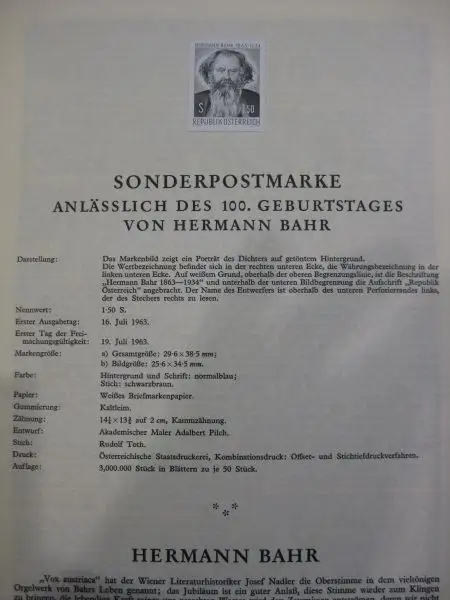 HERMANN BAHR 1863-1934
S 1·50
REPUBLIK ÖSTERREICH
SONDERPOSTMARKE
ANLÄSSLICH DES 100. GEBURTSTAGES
VON HERMANN BAHR
Darstellung: Das Markenbild zeigt ein Porträt des Dichters auf getöntem Hintergrund.
Die Wertbezeichnung befindet sich in der rechten unteren Ecke, die Währungsbezeichnung in der
linken unteren Ecke. Auf weißem Grund, oberhalb der oberen Begrenzungslinie, ist die Beschriftung
„Hermann Bahr 1863—1934" und unterhalb der unteren Bildbegrenzung die Aufschrift „Republik
Österreich" angebracht. Der Name des Entwerfers ist oberhalb des unteren Perforierrandes links,
der des Stechers rechts zu lesen.
Nennwert: 1·50 S.
Erster Ausgabetag: 16. Juli 1963.
Erster Tag der Frei-
machungsgültigkeit: 19. Juli 1963.
Markengröße: a) Gesamtgröße: 29·6 × 38·5 mm;
b) Bildgröße: 25·6 × 34·5 mm.
Farbe: Hintergrund und Schrift: normalblau;
Stich: schwarzbraun.
Papier: Weißes Briefmarkenpapier.
Gummierung: Kaltleim.
Zähnung: 14¼ × 13¾ auf 2 cm, Kammzähnung.
Entwurf: Akademischer Maler Adalbert Pilch.
Stich: Rudolf Toth.
Druck: Österreichische Staatsdruckerei, Kombinationsdruck: Offset- und Stichtiefdruckverfahren.
Auflage: 3,000.000 Stück in Blättern zu je 50 Stück.
* * *
HERMANN BAHR
„Vox austriaca" hat der Wiener Literaturhistoriker Josef Nadler die Oberstimme in dem vieltönigen
Orgelwerk von Bahrs Leben genannt; das Jubiläum ist ein guter Anlaß, diese Stimme wieder zum Klingen
zu bringen, die lebendige Kraft